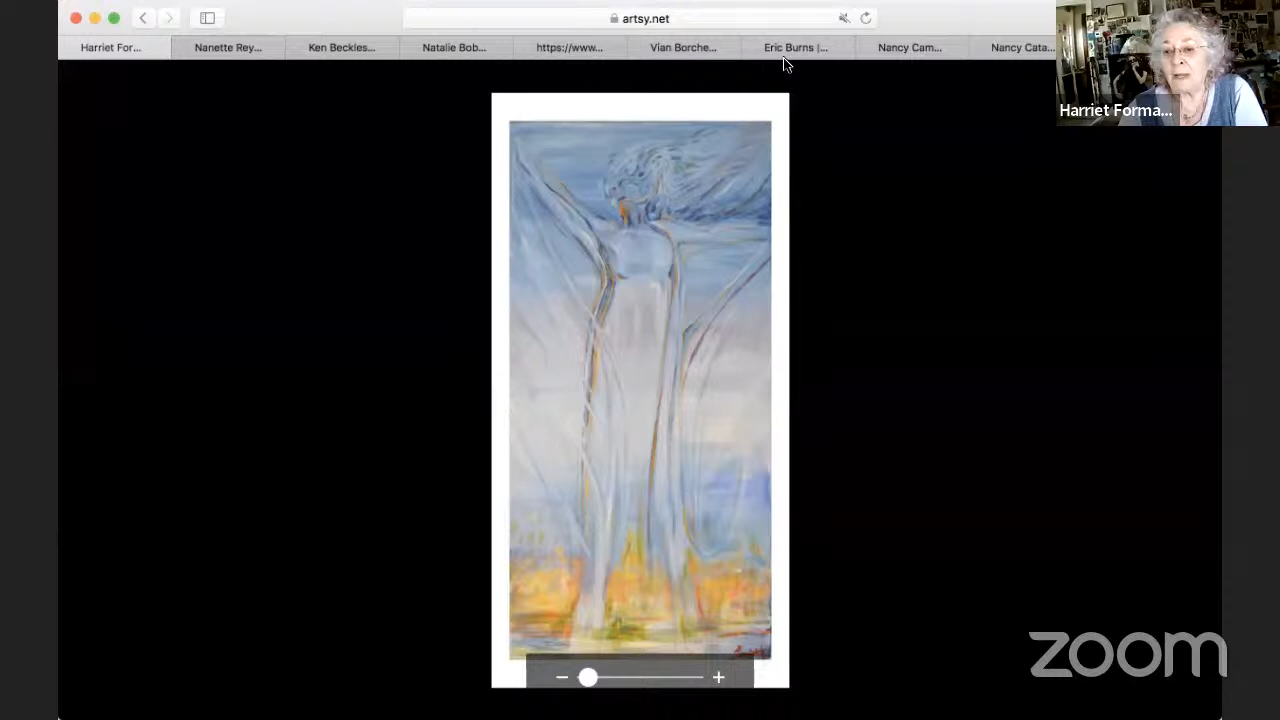 artsy.net
Harriet For...
Nanette Rey...
Ken Beckles...
Natalie Bob...
https://www...
Vian Borche...
Eric Burns |...
Nancy Cam...
Nancy Cata...
Harriet Forma...
zoom